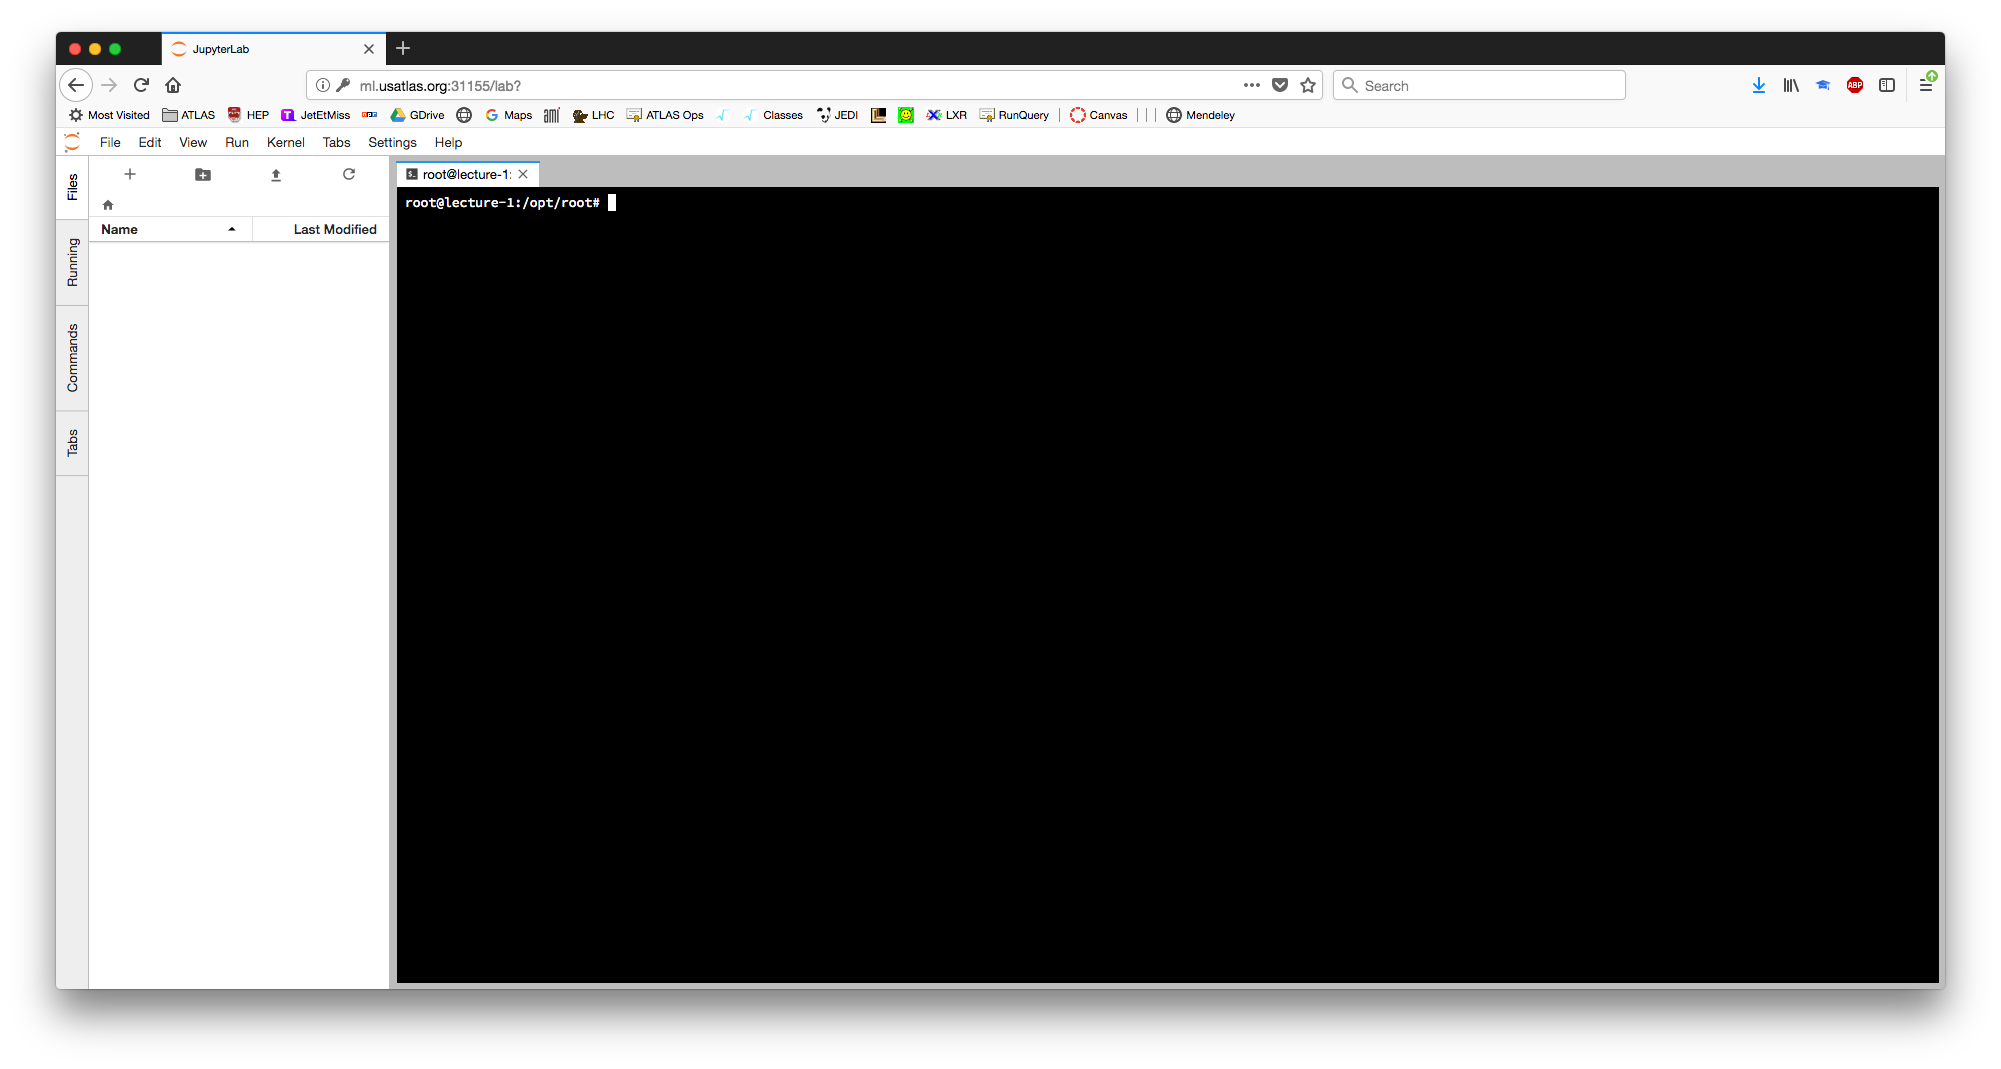 JupyterLab
ml.usatlas.org:31155/lab?
Search
ABP
Most Visited ATLAS HEP JetEtMiss GDrive Maps LHC ATLAS Ops Classes JEDI LXR RunQuery Canvas Mendeley
File Edit View Run Kernel Tabs Settings Help
Files
Running
Commands
Tabs
Name Last Modified
root@lecture-1:
root@lecture-1:/opt/root#